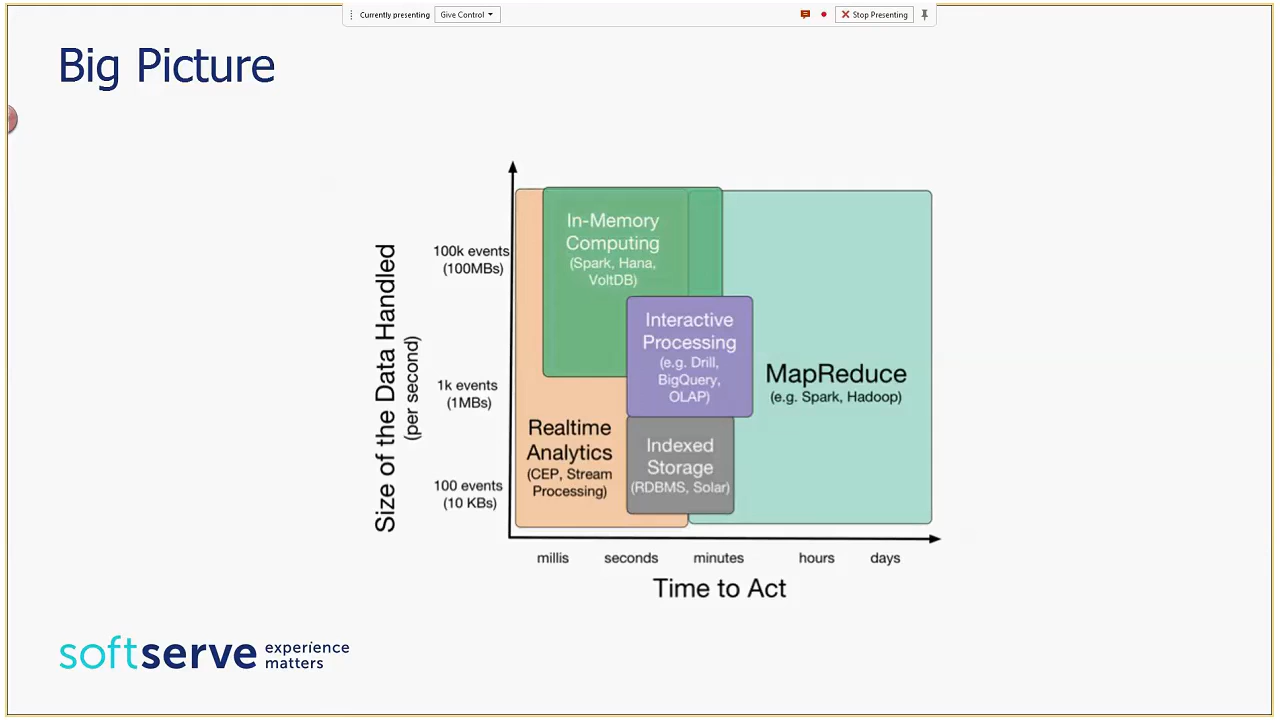 Currently presenting
Give Control
Stop Presenting
Big Picture
Size of the Data Handled
(per second)
100k events
(100MBs)
1k events
(1MBs)
100 events
(10 KBs)
In-Memory
Computing
(Spark, Hana,
VoltDB)
Interactive
Processing
(e.g. Drill,
BigQuery,
OLAP)
MapReduce
(e.g. Spark, Hadoop)
Realtime
Analytics
(CEP, Stream
Processing)
Indexed
Storage
(RDBMS, Solar)
millis
seconds
minutes
hours
days
Time to Act
softserve
experience
matters